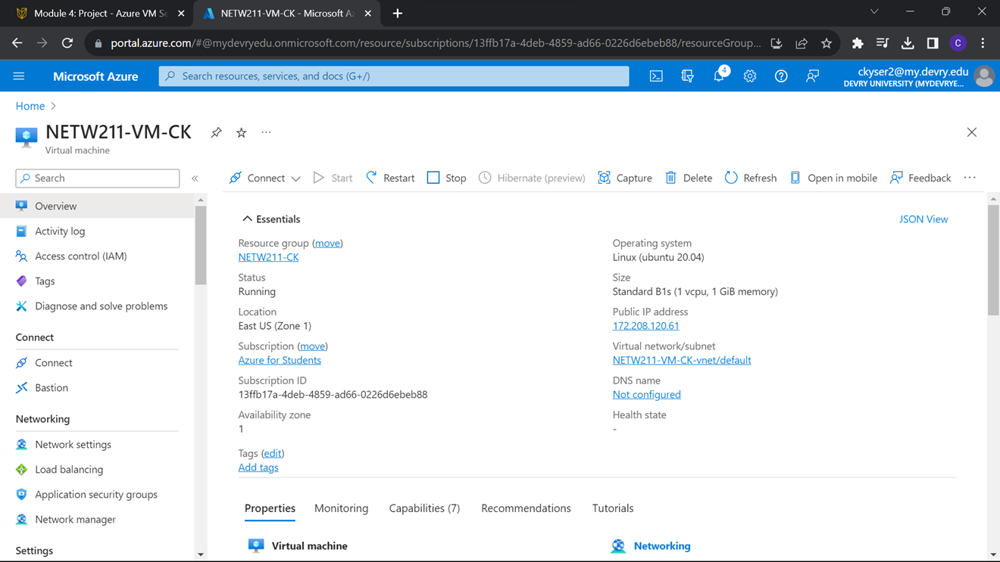 Module 4: Project - Azure VM Se
NETW211-VM-CK - Microsoft Az
portal.azure.com/#@mydevryedu.onmicrosoft.com/resource/subscriptions/13ffb17a-4deb-4859-ad66-0226d6ebeb88/resourceGroup...
C
Microsoft Azure
Search resources, services, and docs (G+/)
4
ckyser2@my.devry.edu
DEVRY UNIVERSITY (MYDEVRYE...
Home >
NETW211-VM-CK
Virtual machine
Search
Connect
Start
Restart
Stop
Hibernate (preview)
Capture
Delete
Refresh
Open in mobile
Feedback
Overview
Activity log
Access control (IAM)
Tags
Diagnose and solve problems
Connect
Connect
Bastion
Networking
Network settings
Load balancing
Application security groups
Network manager
Settings
Essentials
JSON View
Resource group (move)
NETW211-CK
Status
Running
Location
East US (Zone 1)
Subscription (move)
Azure for Students
Subscription ID
13ffb17a-4deb-4859-ad66-0226d6ebeb88
Availability zone
1
Operating system
Linux (ubuntu 20.04)
Size
Standard B1s (1 vcpu, 1 GiB memory)
Public IP address
172.208.120.61
Virtual network/subnet
NETW211-VM-CK-vnet/default
DNS name
Not configured
Health state
-
Tags (edit)
Add tags
Properties
Monitoring
Capabilities (7)
Recommendations
Tutorials
Virtual machine
Networking